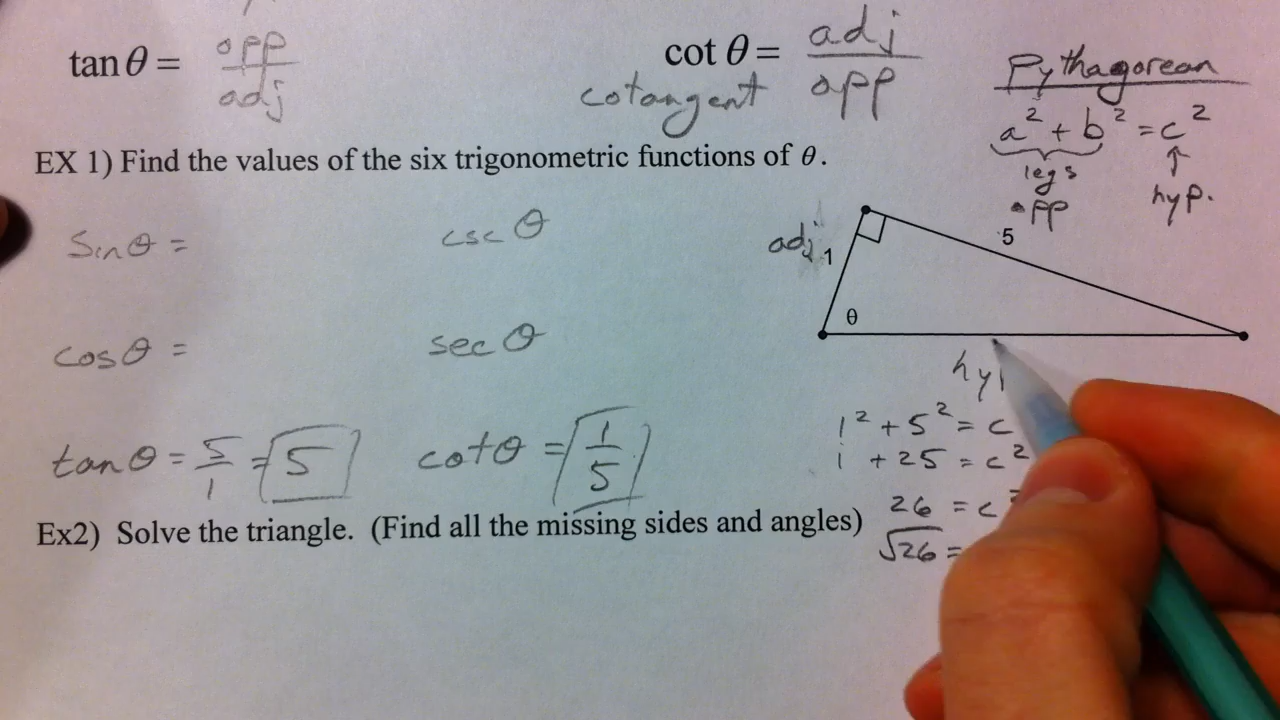 tan θ = opp/adj
cot θ = adj/opp
cotangent
Pythagorean
a² + b² = c²
legs
hyp.
EX 1) Find the values of the six trigonometric functions of θ.
opp
5
adj
1
θ
hyp
sin θ =
csc θ
cos θ =
sec θ
tan θ = 5/1 = 5
cot θ = 1/5
1² + 5² = c
1 + 25 = c²
26 = c²
√26 =
Ex2) Solve the triangle. (Find all the missing sides and angles)